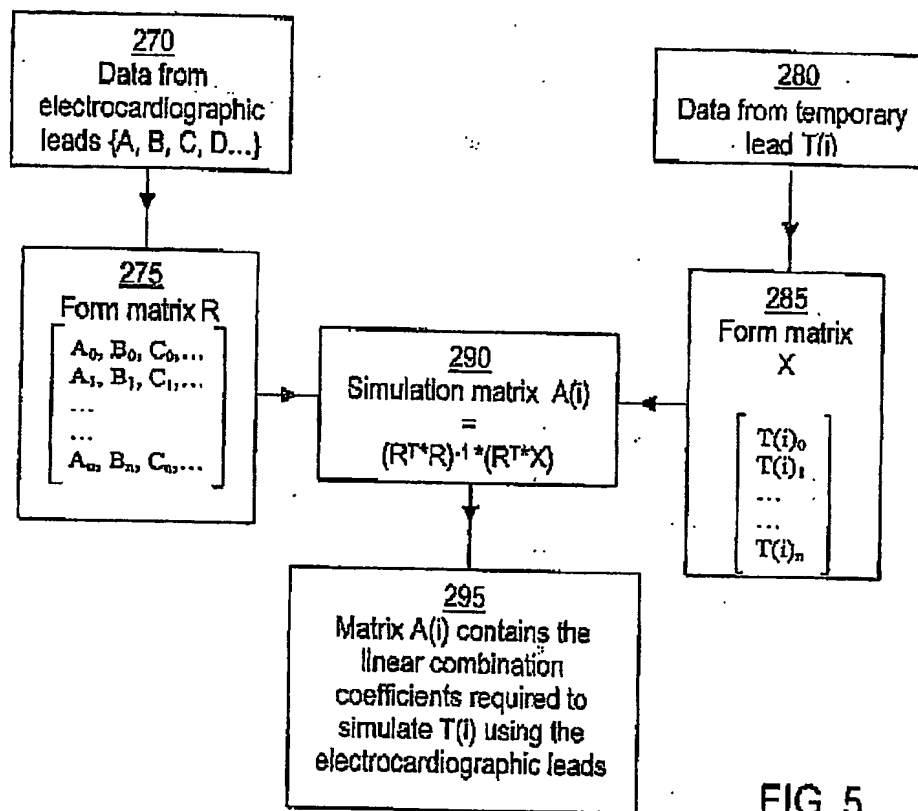 270
Data from
electrocardiographic
leads {A, B, C, D...}
280
Data from temporary
lead T(i)
275
Form matrix R
A₀, B₀, C₀,...
A₁, B₁, C₁,...
...
...
Aₙ, Bₙ, Cₙ,...
290
Simulation matrix A(i)
=
(Rᵀ*R)⁻¹*(Rᵀ*X)
285
Form matrix
X
T(i)₀
T(i)₁
...
...
T(i)ₙ
295
Matrix A(i) contains the
linear combination
coefficients required to
simulate T(i) using the
electrocardiographic leads
FIG. 5